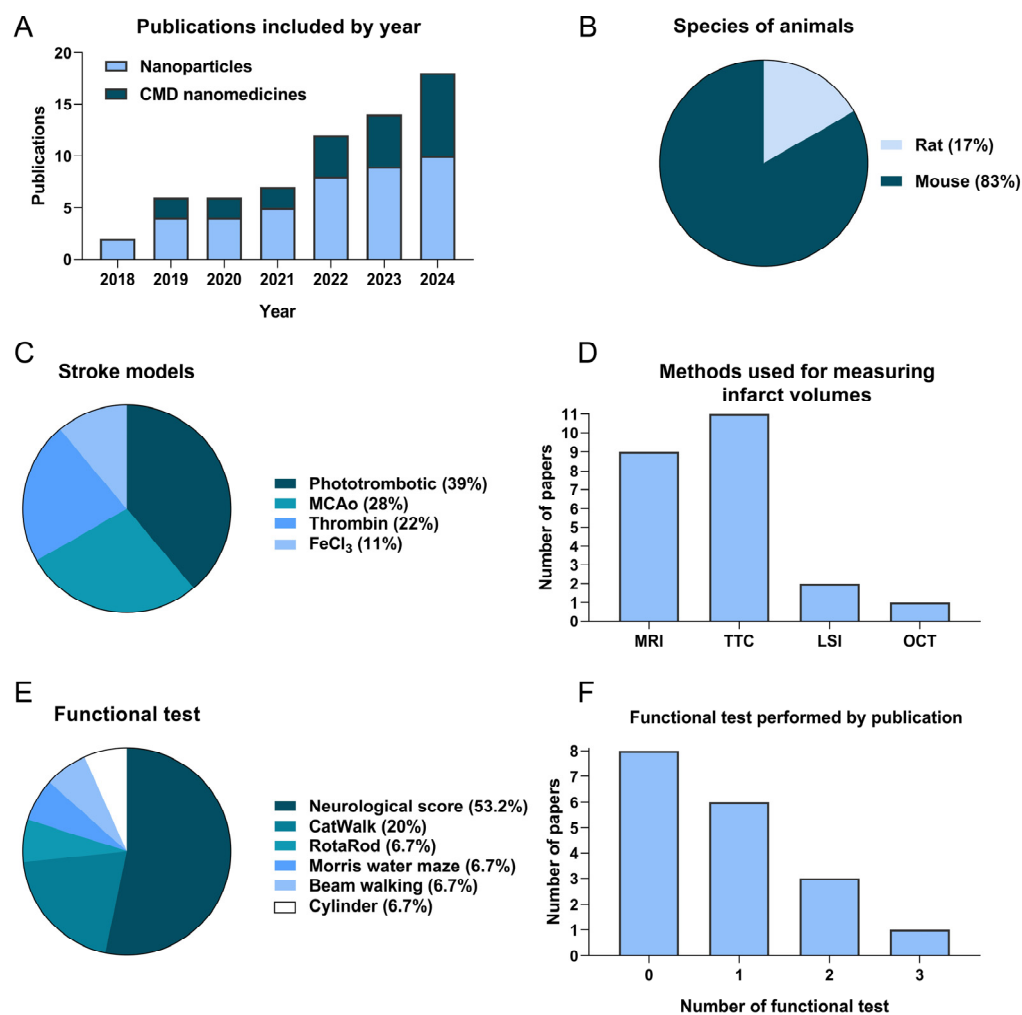 A
Publications included by year
20
15
10
5
0
Publications
Nanoparticles
CMD nanomedicines
2018 2019 2020 2021 2022 2023 2024
Year
B
Species of animals
Rat (17%)
Mouse (83%)
C
Stroke models
Phototrombotic (39%)
MCAo (28%)
Thrombin (22%)
FeCl₃ (11%)
D
Methods used for measuring
infarct volumes
Number of papers
11
10
9
8
7
6
5
4
3
2
1
0
MRI TTC LSI OCT
E
Functional test
Neurological score (53.2%)
CatWalk (20%)
RotaRod (6.7%)
Morris water maze (6.7%)
Beam walking (6.7%)
Cylinder (6.7%)
F
Functional test performed by publication
Number of papers
8
7
6
5
4
3
2
1
0
0 1 2 3
Number of functional test